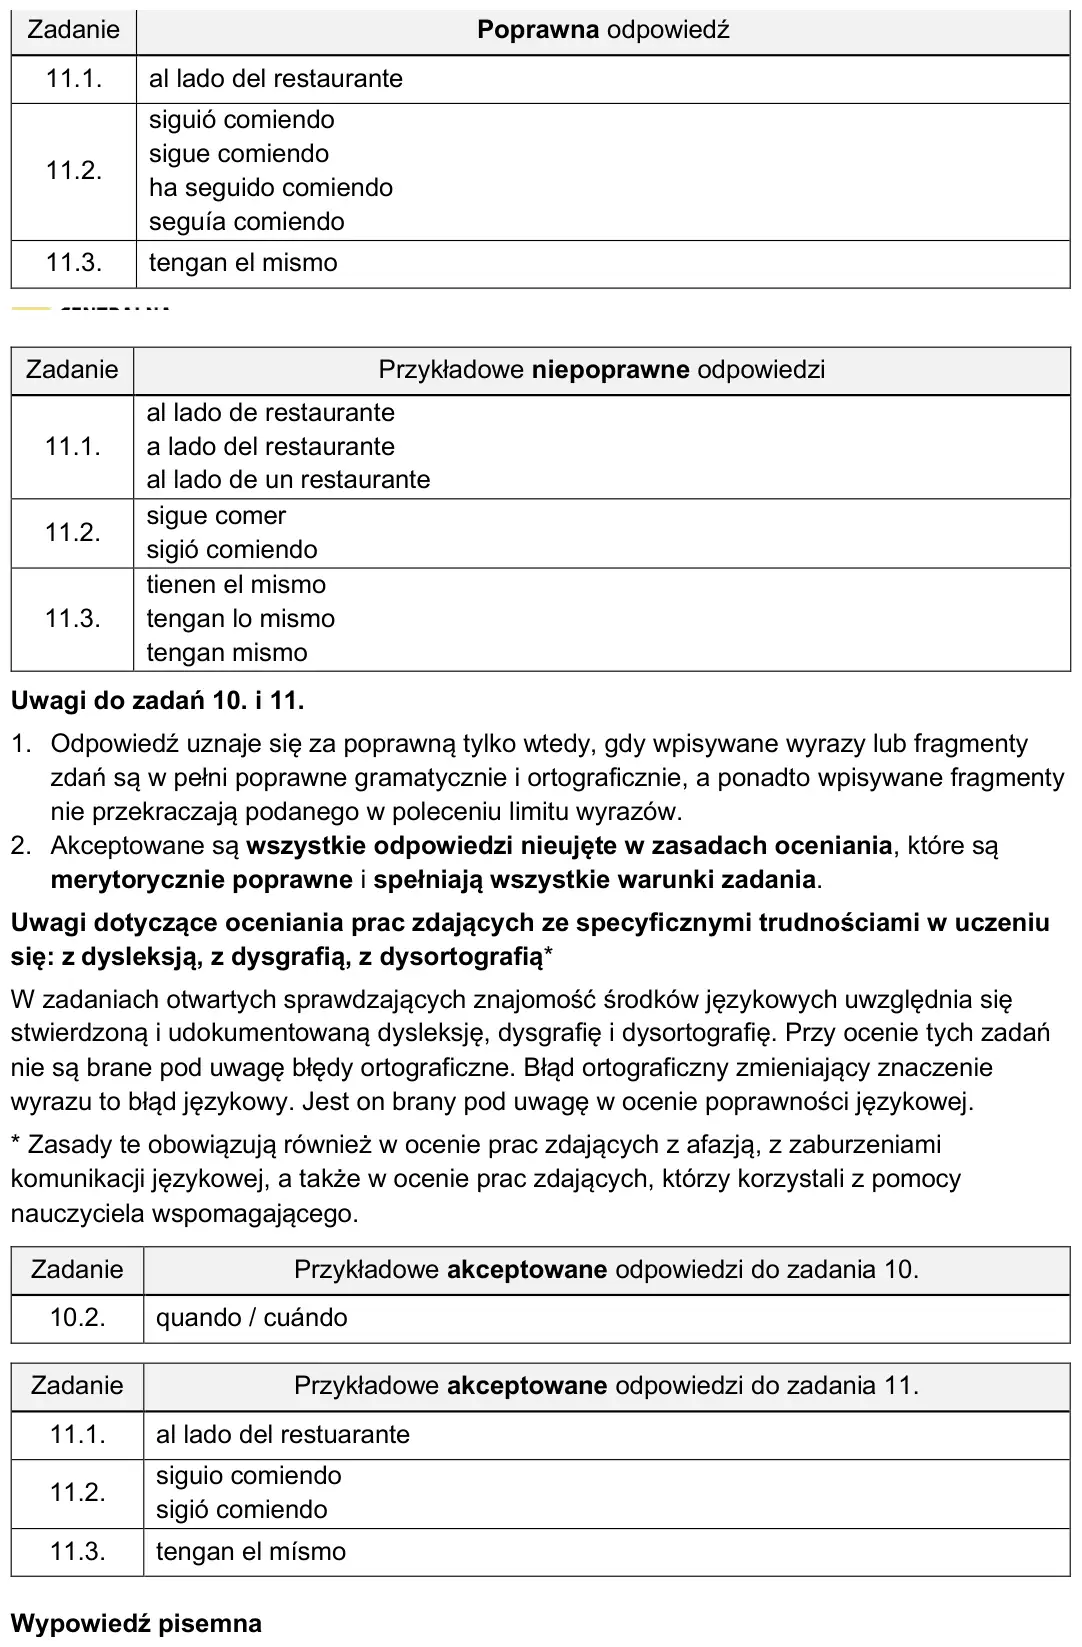 Zadanie Poprawna odpowiedź
11.1. al lado del restaurante
siguió comiendo
sigue comiendo
11.2.
ha seguido comiendo
seguía comiendo
11.3. tengan el mismo
Zadanie Przykładowe niepoprawne odpowiedzi
al lado de restaurante
11.1. a lado del restaurante
al lado de un restaurante
sigue comer
11.2.
sigió comiendo
tienen el mismo
11.3. tengan lo mismo
tengan mismo
Uwagi do zadań 10. i 11.
1. Odpowiedź uznaje się za poprawną tylko wtedy, gdy wpisywane wyrazy lub fragmenty
zdań są w pełni poprawne gramatycznie i ortograficznie, a ponadto wpisywane fragmenty
nie przekraczają podanego w poleceniu limitu wyrazów.
2. Akceptowane są wszystkie odpowiedzi nieujęte w zasadach oceniania, które są
merytorycznie poprawne i spełniają wszystkie warunki zadania.
Uwagi dotyczące oceniania prac zdających ze specyficznymi trudnościami w uczeniu
się: z dysleksją, z dysgrafią, z dysortografią*
W zadaniach otwartych sprawdzających znajomość środków językowych uwzględnia się
stwierdzoną i udokumentowaną dysleksję, dysgrafię i dysortografię. Przy ocenie tych zadań
nie są brane pod uwagę błędy ortograficzne. Błąd ortograficzny zmieniający znaczenie
wyrazu to błąd językowy. Jest on brany pod uwagę w ocenie poprawności językowej.
* Zasady te obowiązują również w ocenie prac zdających z afazją, z zaburzeniami
komunikacji językowej, a także w ocenie prac zdających, którzy korzystali z pomocy
nauczyciela wspomagającego.
Zadanie Przykładowe akceptowane odpowiedzi do zadania 10.
10.2. quando / cuándo
Zadanie Przykładowe akceptowane odpowiedzi do zadania 11.
11.1. al lado del restuarante
siguio comiendo
11.2.
sigió comiendo
11.3. tengan el mísmo
Wypowiedź pisemna